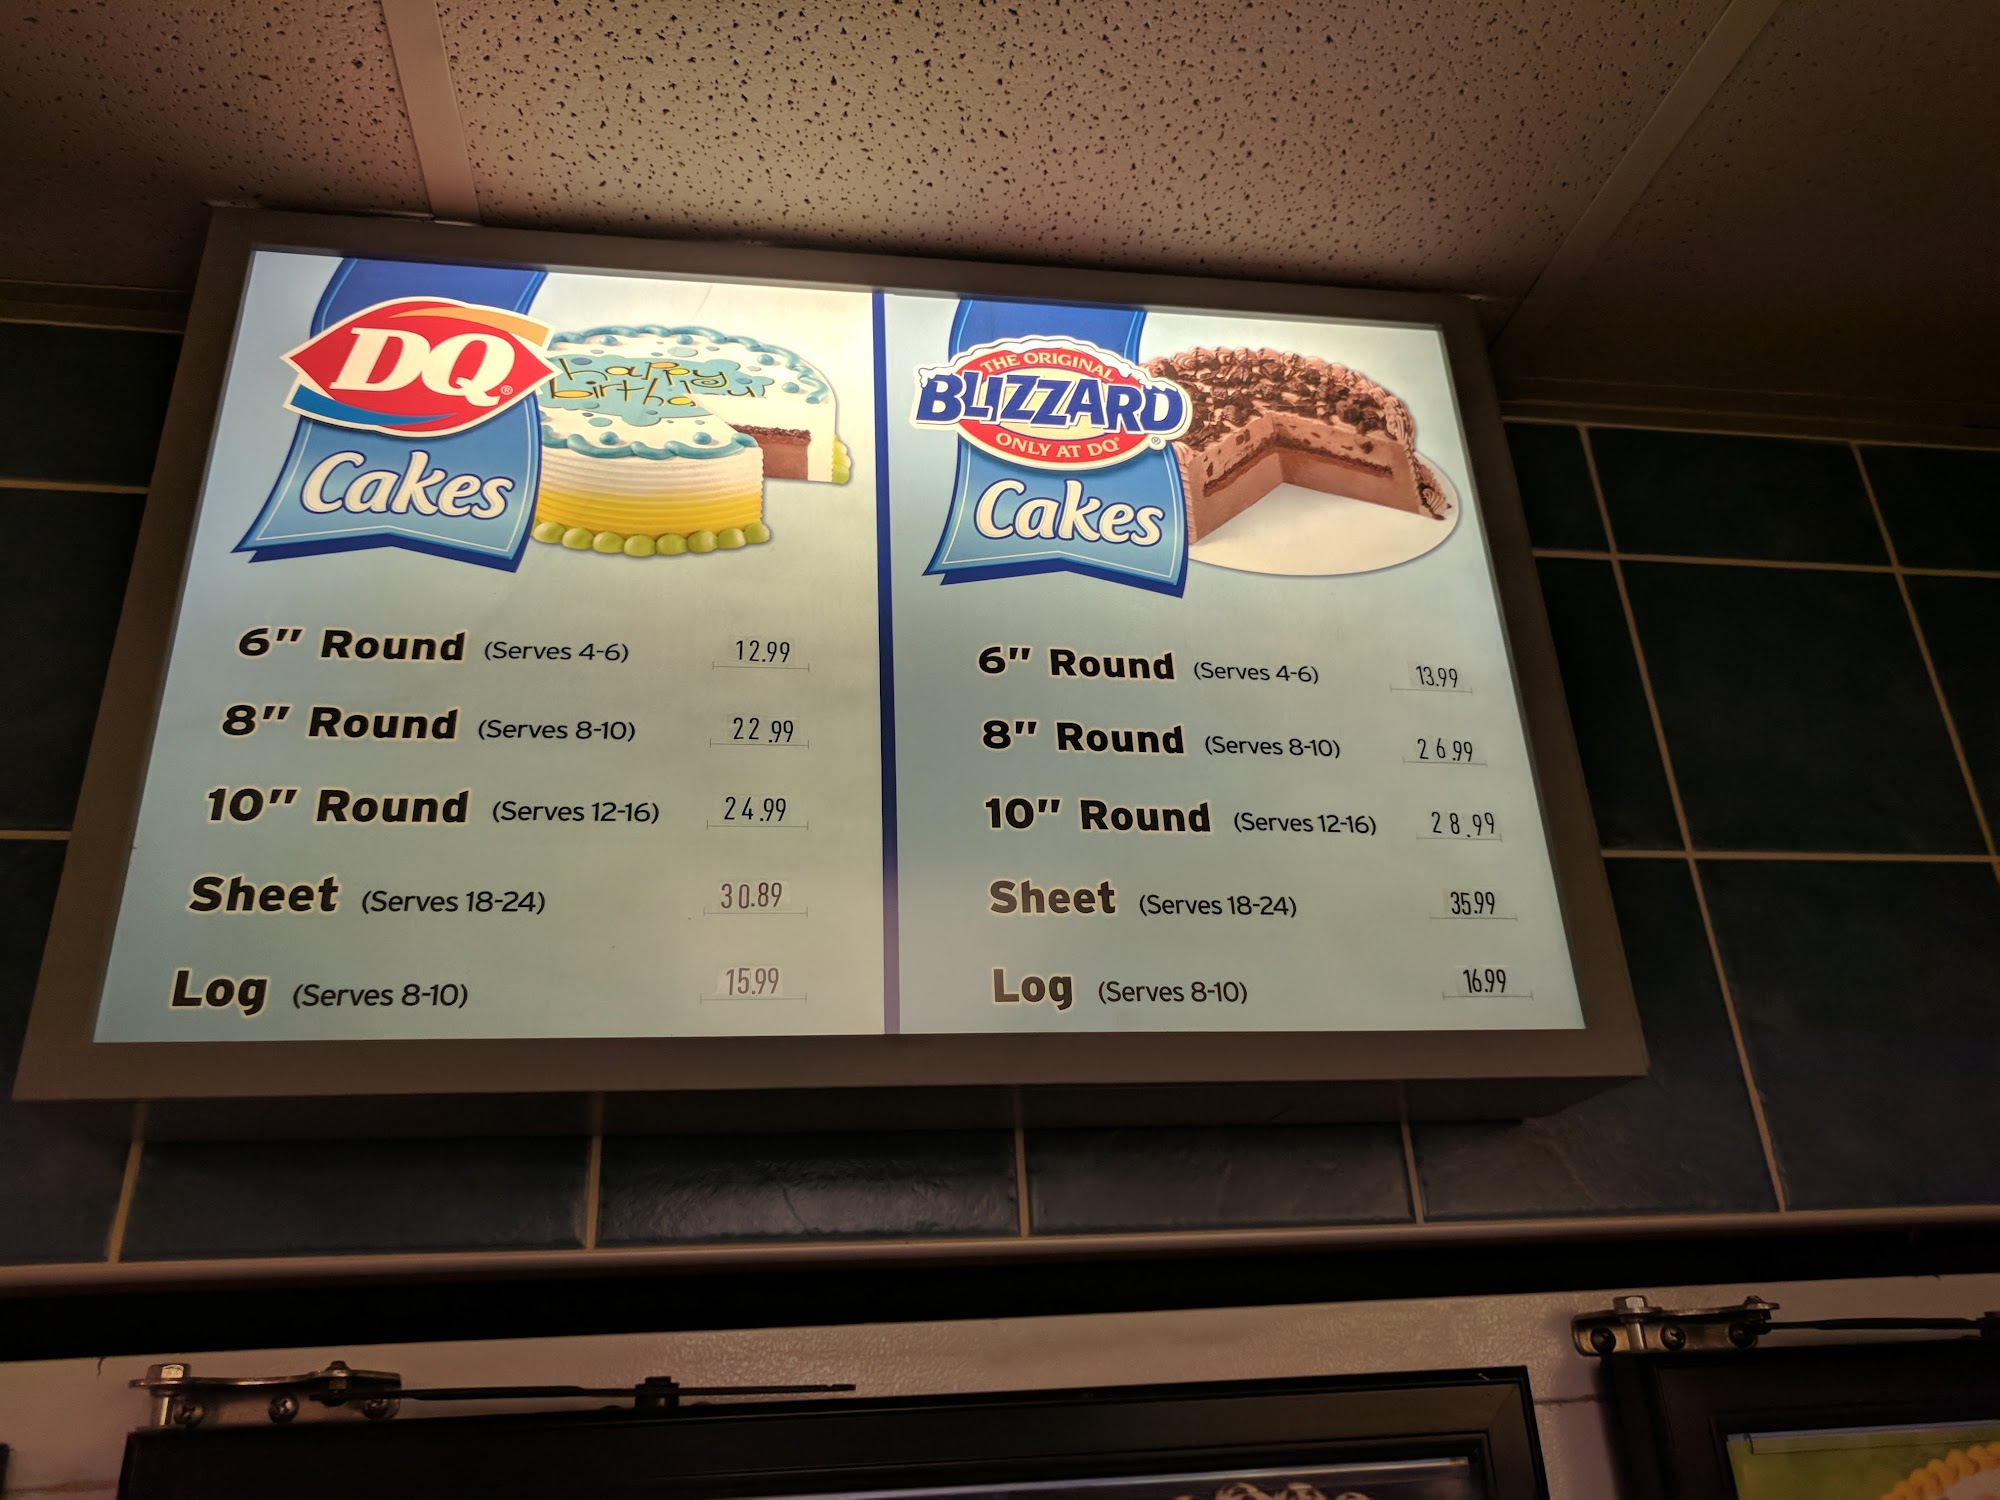 DQ®
Cakes
happy
birthday
6" Round (Serves 4-6) 12.99
8" Round (Serves 8-10) 22.99
10" Round (Serves 12-16) 24.99
Sheet (Serves 18-24) 30.89
Log (Serves 8-10) 15.99
THE ORIGINAL
BLIZZARD®
ONLY AT DQ®
Cakes
6" Round (Serves 4-6) 13.99
8" Round (Serves 8-10) 26.99
10" Round (Serves 12-16) 28.99
Sheet (Serves 18-24) 35.99
Log (Serves 8-10) 16.99